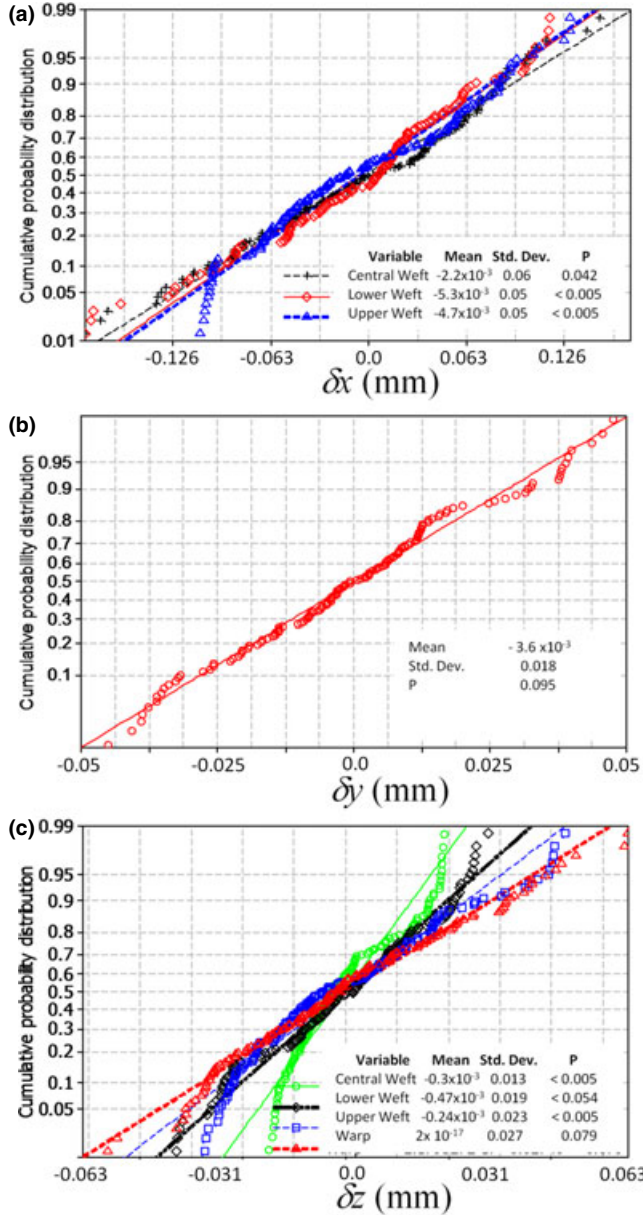 (a)
0.99
0.95
0.9
0.8
0.7
0.6
0.5
0.4
0.3
0.2
0.1
0.05
0.01
Cumulative probability distribution
Variable Mean Std. Dev. P
Central Weft -2.2x10⁻³ 0.06 0.042
Lower Weft -5.3x10⁻³ 0.05 < 0.005
Upper Weft -4.7x10⁻³ 0.05 < 0.005
-0.126 -0.063 0.0 0.063 0.126
δx (mm)
(b)
0.95
0.9
0.8
0.7
0.6
0.5
0.4
0.3
0.2
0.1
Cumulative probability distribution
Mean - 3.6 x10⁻³
Std. Dev. 0.018
P 0.095
-0.05 -0.025 0.0 0.025 0.05
δy (mm)
(c)
0.99
0.95
0.9
0.8
0.7
0.6
0.5
0.4
0.3
0.2
0.1
0.05
Cumulative probability distribution
Variable Mean Std. Dev. P
Central Weft -0.3x10⁻³ 0.013 < 0.005
Lower Weft -0.47x10⁻³ 0.019 < 0.054
Upper Weft -0.24x10⁻³ 0.023 < 0.005
Warp 2x 10⁻¹⁷ 0.027 0.079
-0.063 -0.031 0.0 0.031 0.063
δz (mm)